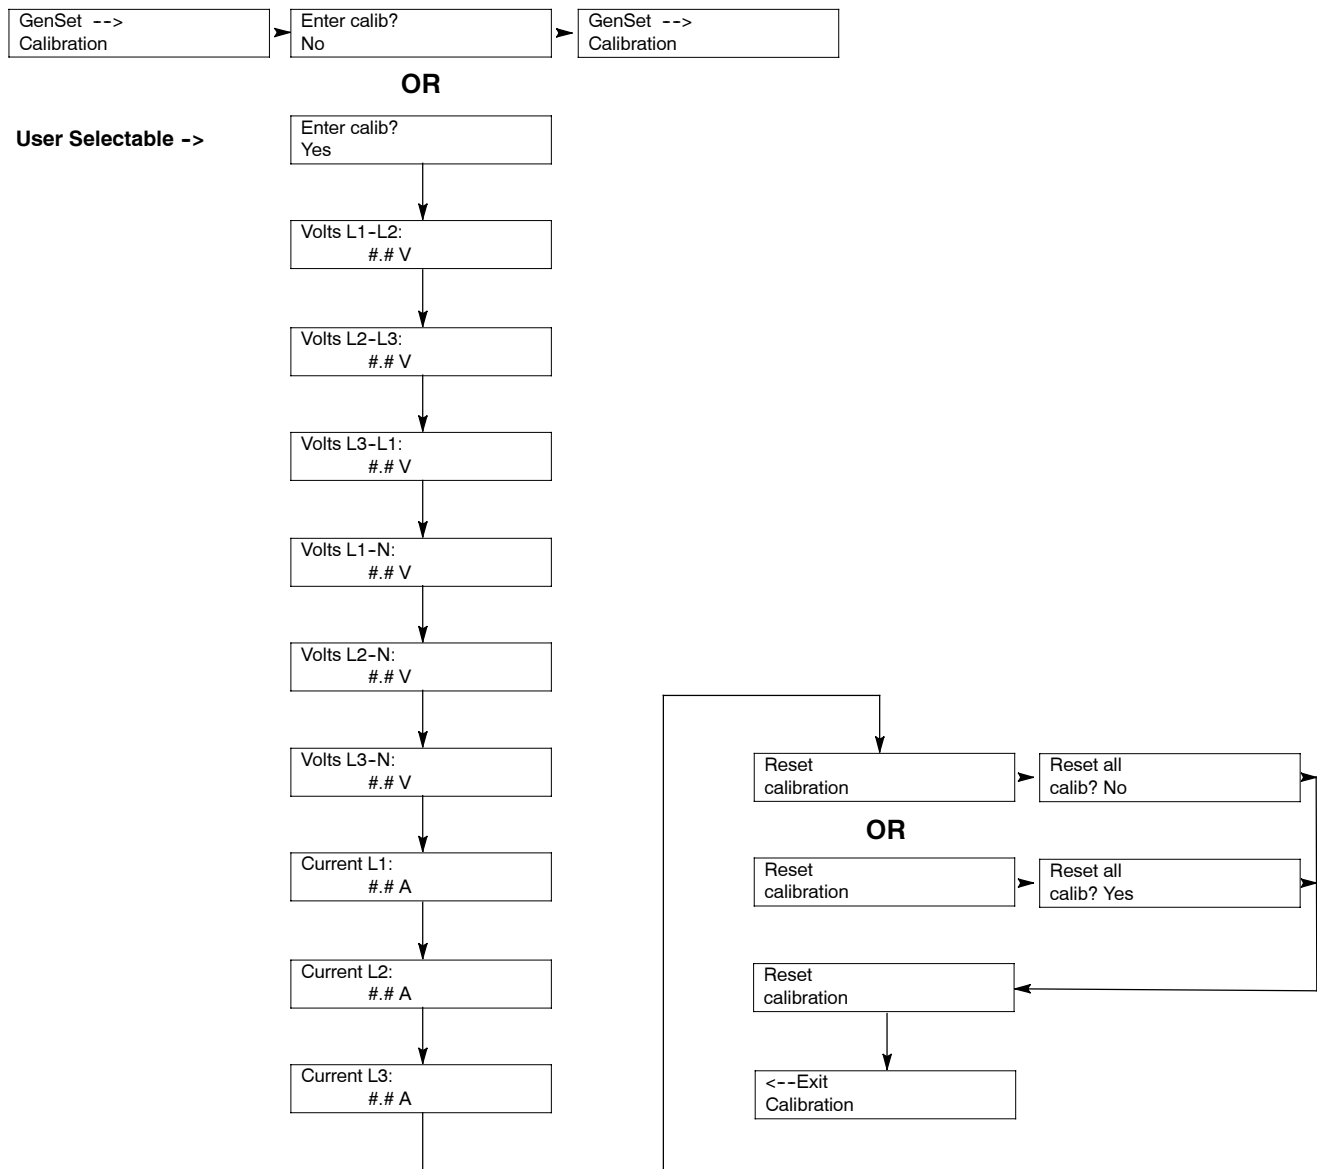 GenSet -->
Calibration
Enter calib?
No
GenSet -->
Calibration
OR
User Selectable ->
Enter calib?
Yes
Volts L1-L2:
#.# V
Volts L2-L3:
#.# V
Volts L3-L1:
#.# V
Volts L1-N:
#.# V
Volts L2-N:
#.# V
Volts L3-N:
#.# V
Current L1:
#.# A
Current L2:
#.# A
Current L3:
#.# A
Reset
calibration
Reset all
calib? No
OR
Reset
calibration
Reset all
calib? Yes
Reset
calibration
<--Exit
Calibration